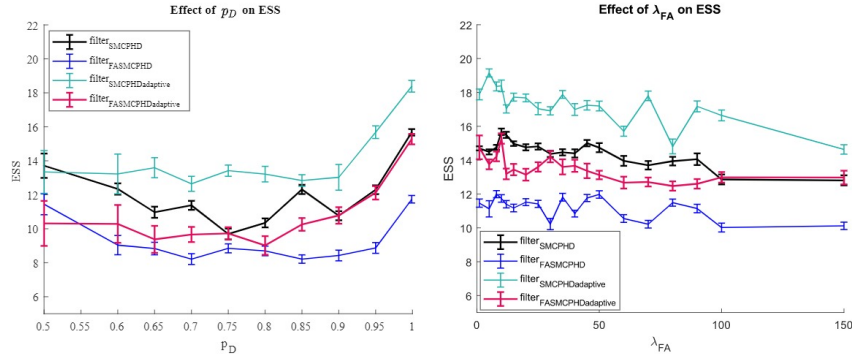 Effect of p_D on ESS
22
20
18
16
14
12
10
8
6
ESS
filter_SMCPHD
filter_FASMCPHD
filter_SMCPHDadaptive
filter_FASMCPHDadaptive
0.5 0.55 0.6 0.65 0.7 0.75 0.8 0.85 0.9 0.95 1
p_D
Effect of λ_FA on ESS
22
20
18
16
14
12
10
8
6
ESS
filter_SMCPHD
filter_FASMCPHD
filter_SMCPHDadaptive
filter_FASMCPHDadaptive
0 50 100 150
λ_FA